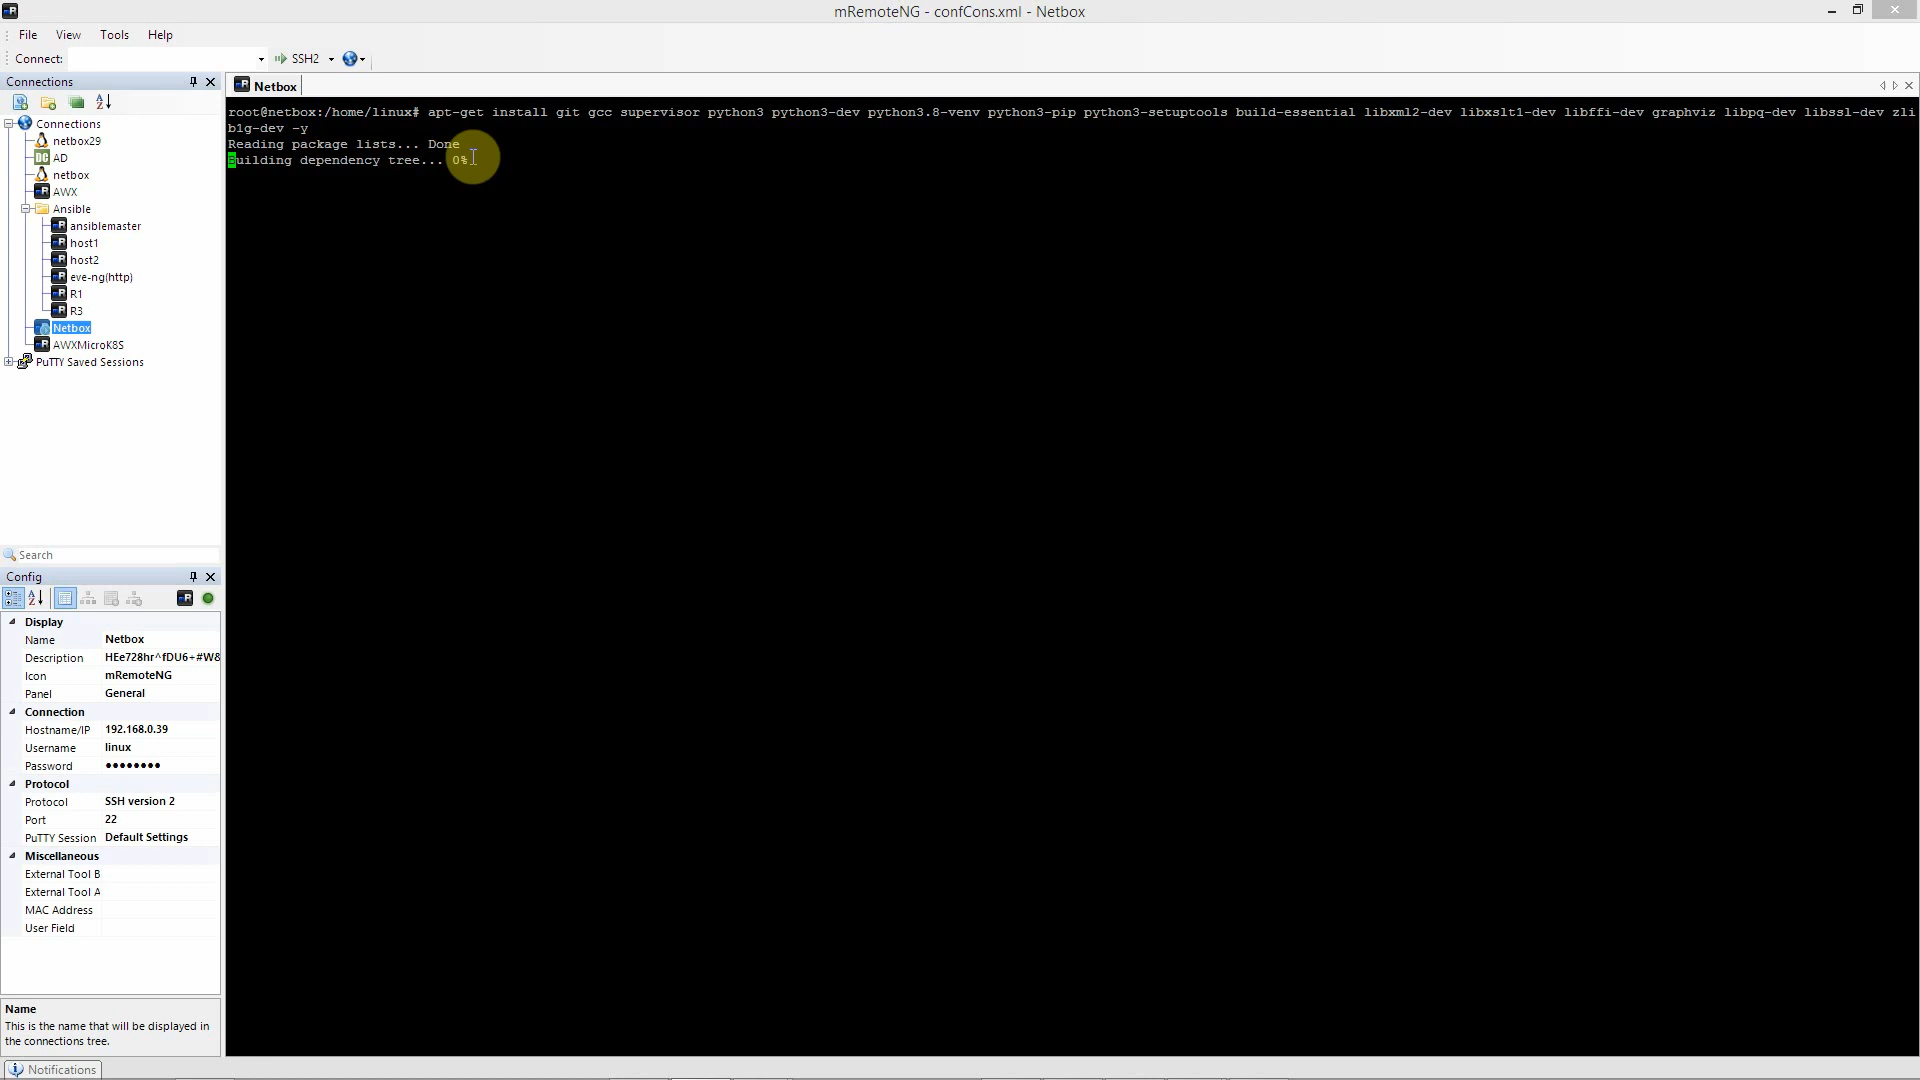 mRemoteNG - confCons.xml - Netbox
File View Tools Help
Connect: SSH2
Connections
Netbox
Connections
netbox29
AD
netbox
AWX
Ansible
ansiblemaster
host1
host2
eve-ng(http)
R1
R3
Netbox
AWXMicroK8S
PuTTY Saved Sessions
root@netbox:/home/linux# apt-get install git gcc supervisor python3 python3-dev python3.8-venv python3-pip python3-setuptools build-essential libxml2-dev libxslt1-dev libffi-dev graphviz libpq-dev libssl-dev zli
b1g-dev -y
Reading package lists... Done
Building dependency tree... 0%
Search
Config
Display
Name Netbox
Description HEe728hr^fDU6+#W&
Icon mRemoteNG
Panel General
Connection
Hostname/IP 192.168.0.39
Username linux
Password ●●●●●●●●
Protocol
Protocol SSH version 2
Port 22
PuTTY Session Default Settings
Miscellaneous
External Tool B
External Tool A
MAC Address
User Field
Name
This is the name that will be displayed in
the connections tree.
Notifications